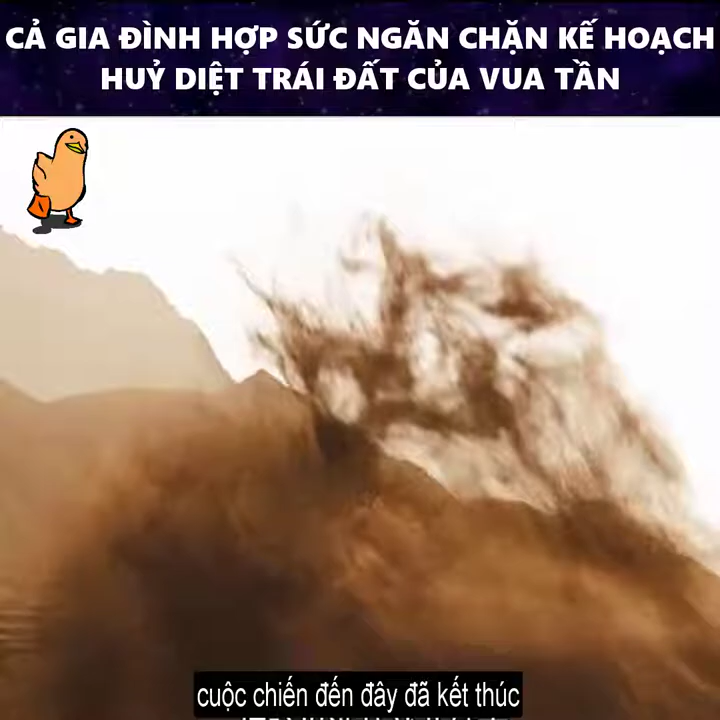 CẢ GIA ĐÌNH HỢP SỨC NGĂN CHẶN KẾ HOẠCH
HUỶ DIỆT TRÁI ĐẤT CỦA VUA TẦN
cuộc chiến đến đây đã kết thúc